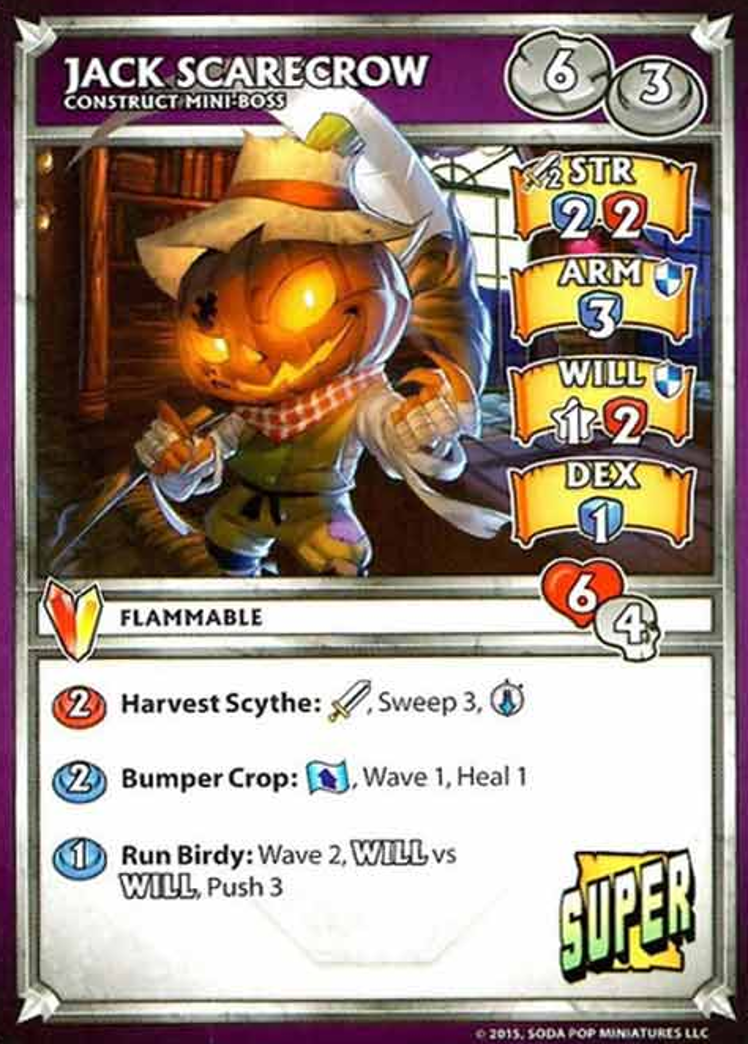 JACK SCARECROW
CONSTRUCT MINI-BOSS
6
3
2 STR
2 2
ARM
3
WILL
1 2
DEX
1
6
4
FLAMMABLE
2 Harvest Scythe: , Sweep 3,
2 Bumper Crop: , Wave 1, Heal 1
1 Run Birdy: Wave 2, WILL vs
WILL, Push 3
SUPER
© 2015, SODA POP MINIATURES LLC